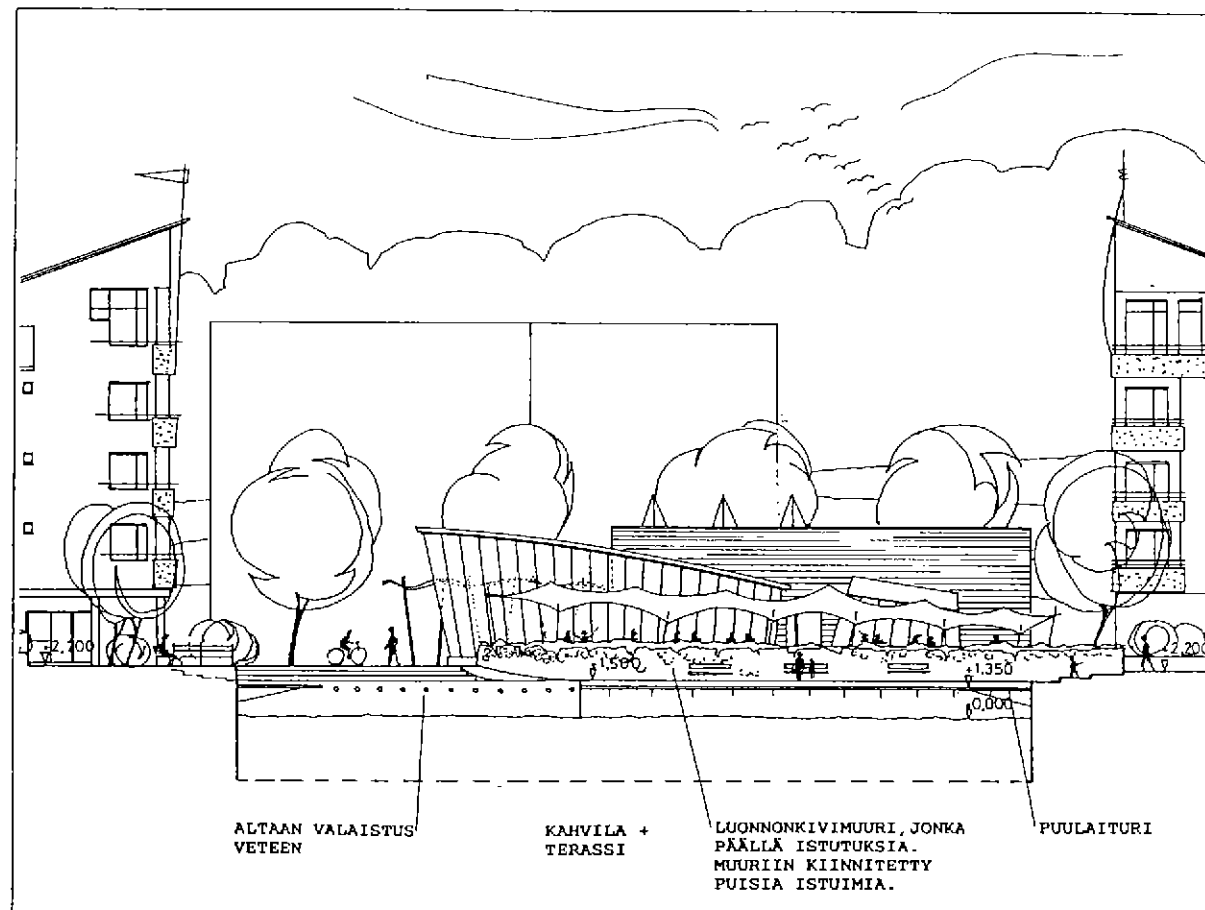 2.200
1.500
+1.350
2.200
0.000
ALTAAN VALAISTUS
VETEEN
KAHVILA +
TERASSI
LUONNONKIVIMUURI, JONKA
PÄÄLLÄ ISTUTUKSIA.
MUURIIN KIINNITETTY
PUISIA ISTUIMIA.
PUULAITURI